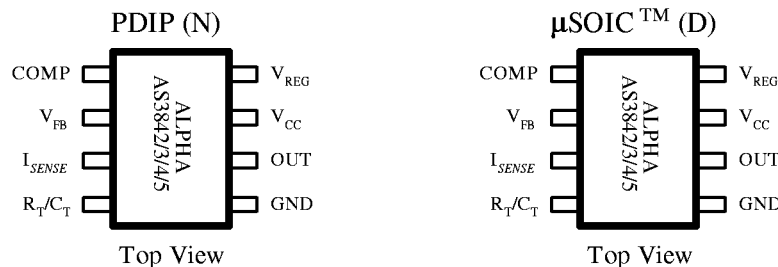 PDIP (N)
COMP
V_FB
I_SENSE
R_T/C_T
ALPHA
AS3842/3/4/5
V_REG
V_CC
OUT
GND
Top View
µSOIC™ (D)
COMP
V_FB
I_SENSE
R_T/C_T
ALPHA
AS3842/3/4/5
V_REG
V_CC
OUT
GND
Top View